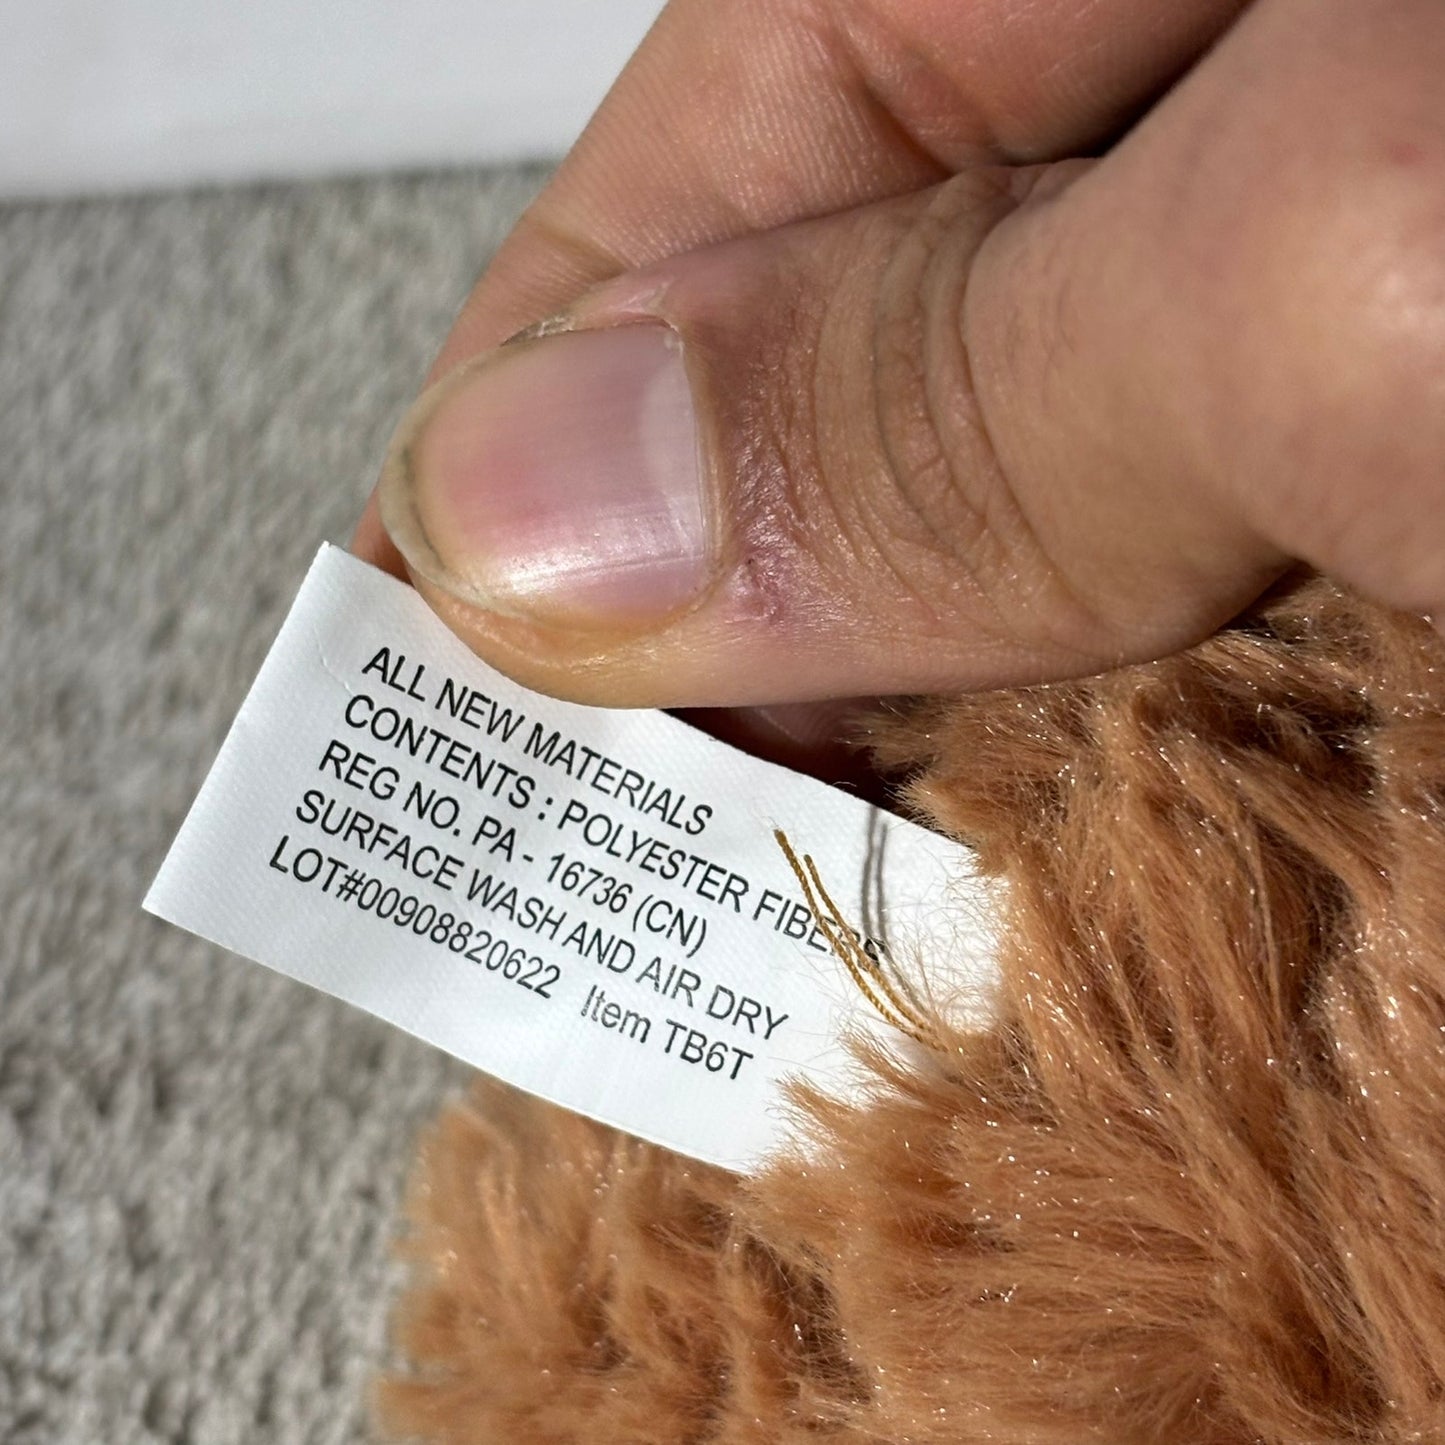 ALL NEW MATERIALS
CONTENTS : POLYESTER FIBERS
REG NO. PA - 16736 (CN)
SURFACE WASH AND AIR DRY
LOT#00908820622 Item TB6T